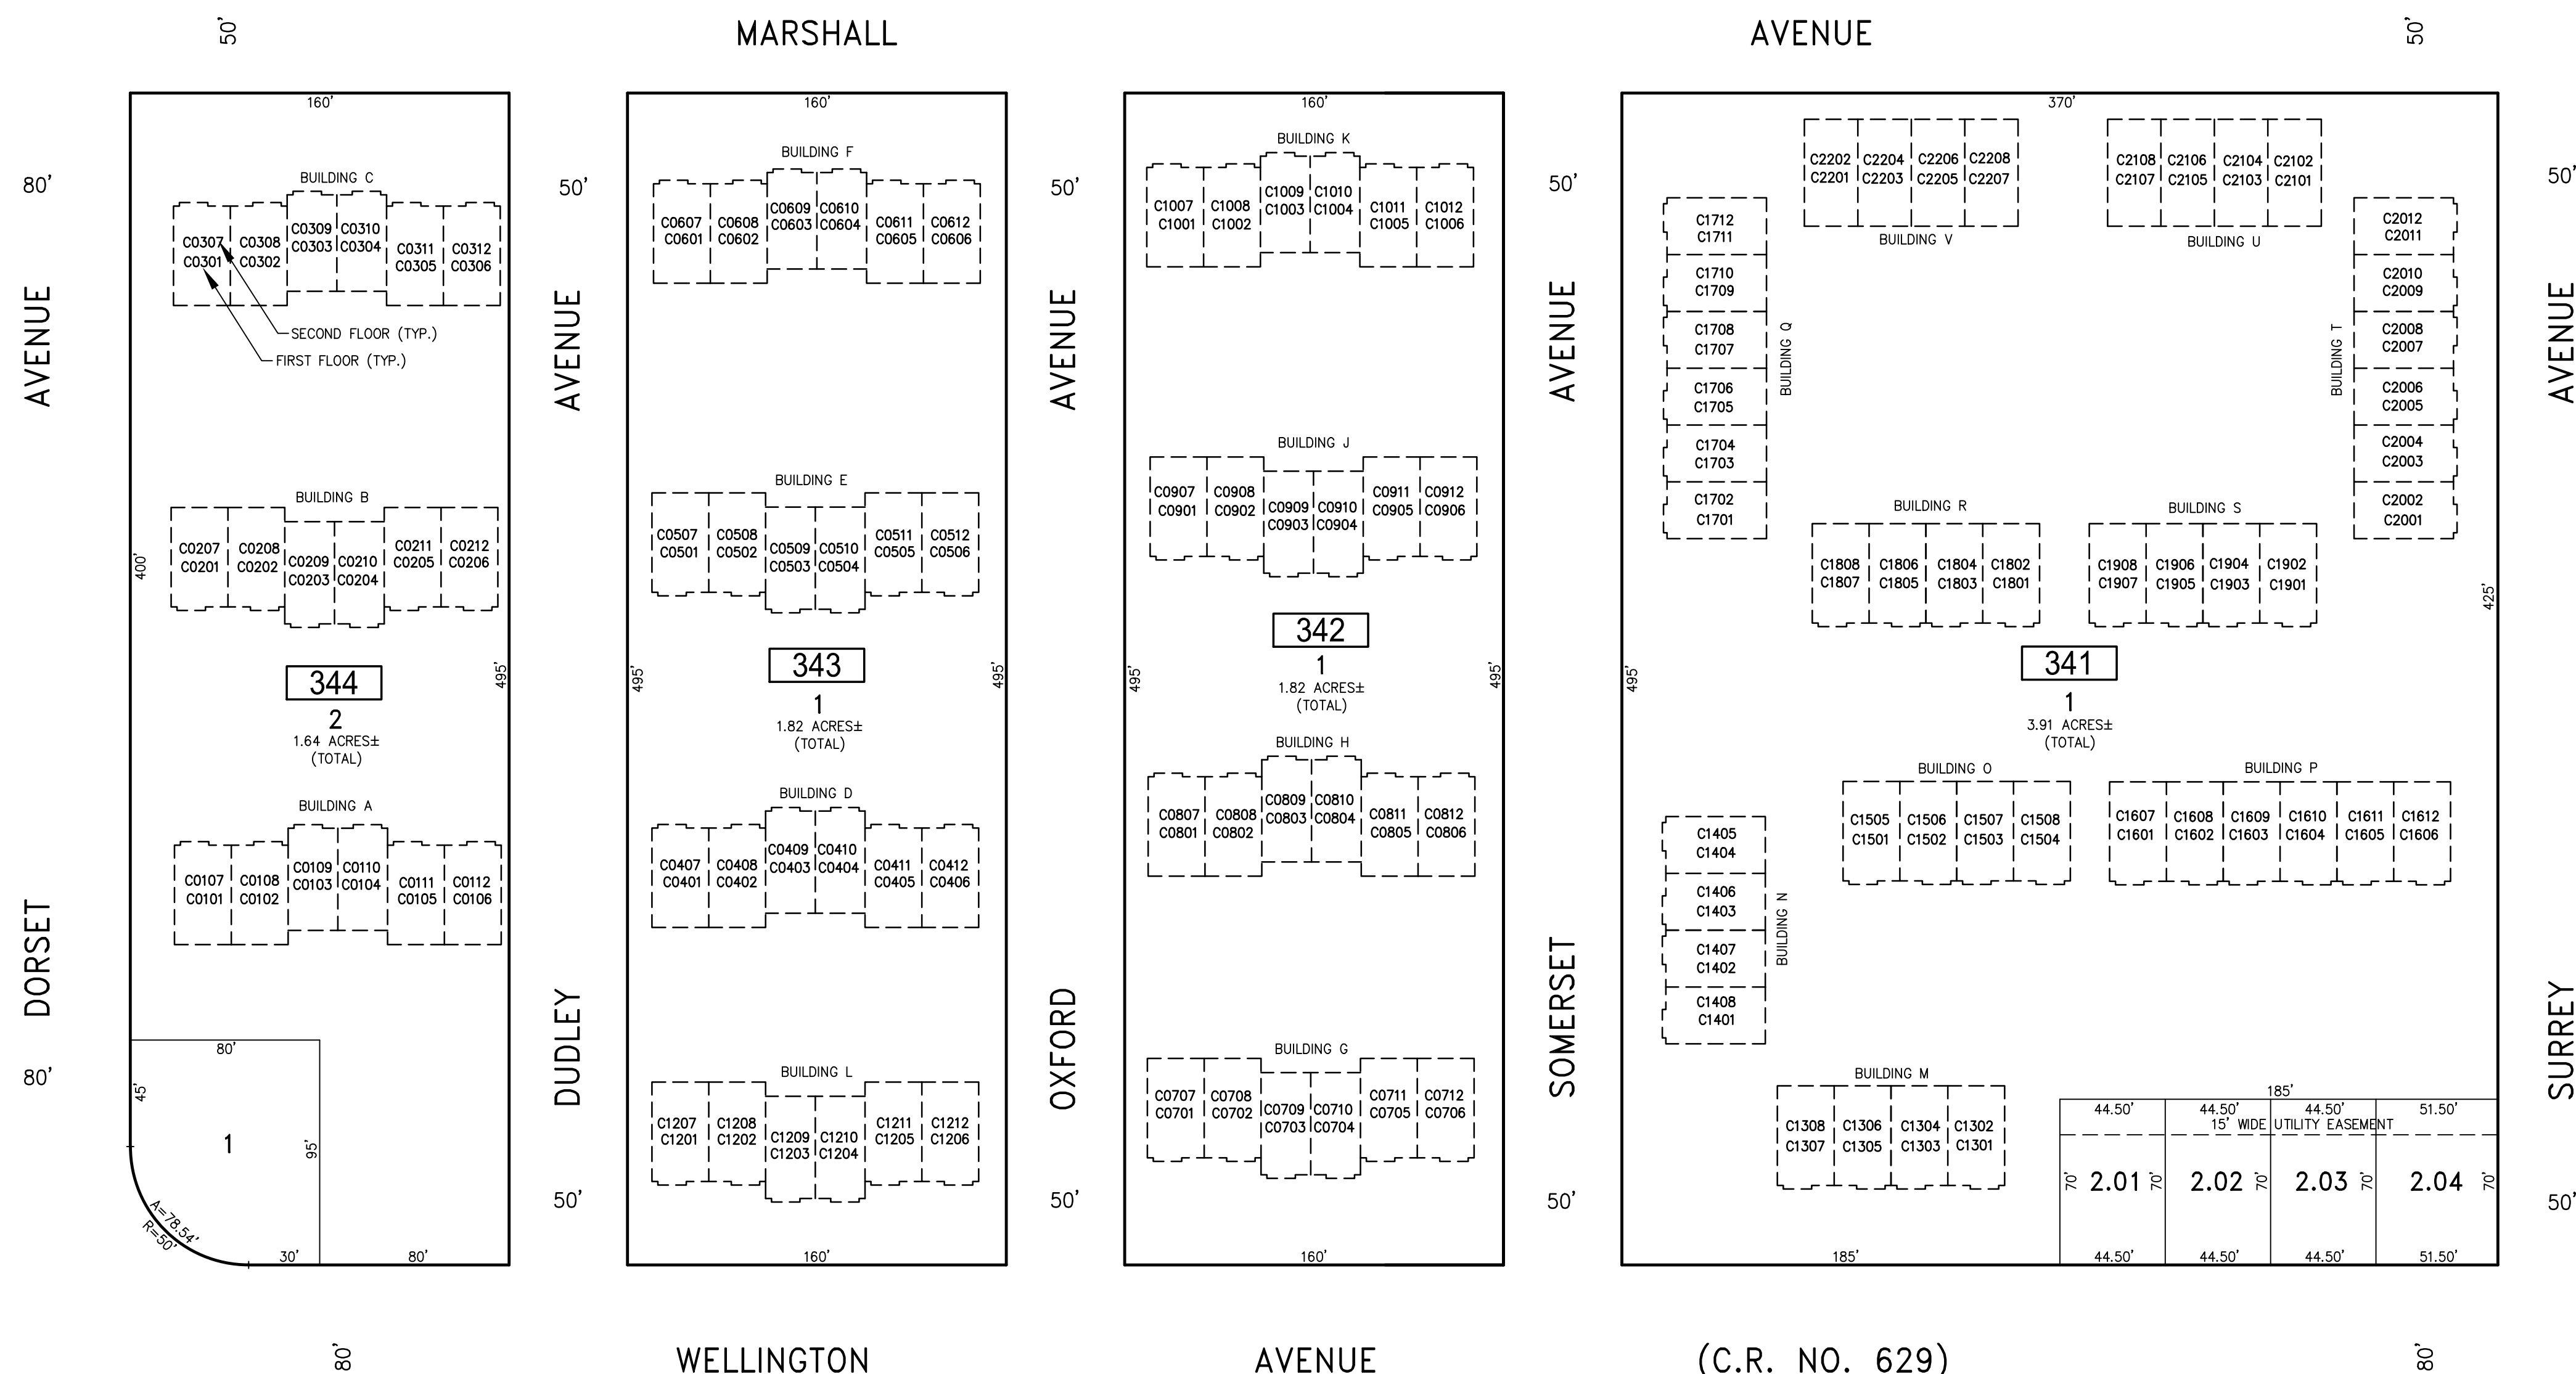 50'
MARSHALL
AVENUE
50'
80'
AVENUE
DORSET
80'
160'
BUILDING C
C0307 C0308 C0309 C0310 C0311 C0312
C0301 C0302 C0303 C0304 C0305 C0306
SECOND FLOOR (TYP.)
FIRST FLOOR (TYP.)
BUILDING B
C0207 C0208 C0209 C0210 C0211 C0212
C0201 C0202 C0203 C0204 C0205 C0206
400'
495'
344
2
1.64 ACRES±
(TOTAL)
BUILDING A
C0107 C0108 C0109 C0110 C0111 C0112
C0101 C0102 C0103 C0104 C0105 C0106
80'
45'
1
95'
A=78.54'
R=50'
30'
80'
50'
AVENUE
DUDLEY
50'
160'
BUILDING F
C0607 C0608 C0609 C0610 C0611 C0612
C0601 C0602 C0603 C0604 C0605 C0606
BUILDING E
C0507 C0508 C0509 C0510 C0511 C0512
C0501 C0502 C0503 C0504 C0505 C0506
495'
343
495'
1
1.82 ACRES±
(TOTAL)
BUILDING D
C0407 C0408 C0409 C0410 C0411 C0412
C0401 C0402 C0403 C0404 C0405 C0406
BUILDING L
C1207 C1208 C1209 C1210 C1211 C1212
C1201 C1202 C1203 C1204 C1205 C1206
160'
50'
AVENUE
OXFORD
50'
160'
BUILDING K
C1007 C1008 C1009 C1010 C1011 C1012
C1001 C1002 C1003 C1004 C1005 C1006
BUILDING J
C0907 C0908 C0909 C0910 C0911 C0912
C0901 C0902 C0903 C0904 C0905 C0906
342
1
495'
495'
1.82 ACRES±
(TOTAL)
BUILDING H
C0807 C0808 C0809 C0810 C0811 C0812
C0801 C0802 C0803 C0804 C0805 C0806
BUILDING G
C0707 C0708 C0709 C0710 C0711 C0712
C0701 C0702 C0703 C0704 C0705 C0706
160'
50'
AVENUE
SOMERSET
50'
370'
C2202 C2204 C2206 C2208
C2201 C2203 C2205 C2207
BUILDING V
C2108 C2106 C2104 C2102
C2107 C2105 C2103 C2101
BUILDING U
C1712
C1711
C1710
C1709
C1708
C1707
C1706
C1705
C1704
C1703
C1702
C1701
BUILDING Q
BUILDING T
C2012
C2011
C2010
C2009
C2008
C2007
C2006
C2005
C2004
C2003
C2002
C2001
BUILDING R
C1808 C1806 C1804 C1802
C1807 C1805 C1803 C1801
BUILDING S
C1908 C1906 C1904 C1902
C1907 C1905 C1903 C1901
425'
495'
341
1
3.91 ACRES±
(TOTAL)
BUILDING O
C1505 C1506 C1507 C1508
C1501 C1502 C1503 C1504
BUILDING P
C1607 C1608 C1609 C1610 C1611 C1612
C1601 C1602 C1603 C1604 C1605 C1606
C1405
C1404
C1406
C1403
C1407
C1402
C1408
C1401
BUILDING N
BUILDING M
C1308 C1306 C1304 C1302
C1307 C1305 C1303 C1301
185'
44.50' 44.50' 44.50' 51.50'
15' WIDE UTILITY EASEMENT
70' 2.01 70' 2.02 70' 2.03 70' 2.04 70'
185' 44.50' 44.50' 44.50' 51.50'
50'
AVENUE
SURREY
50'
80'
WELLINGTON
AVENUE
(C.R. NO. 629)
80'